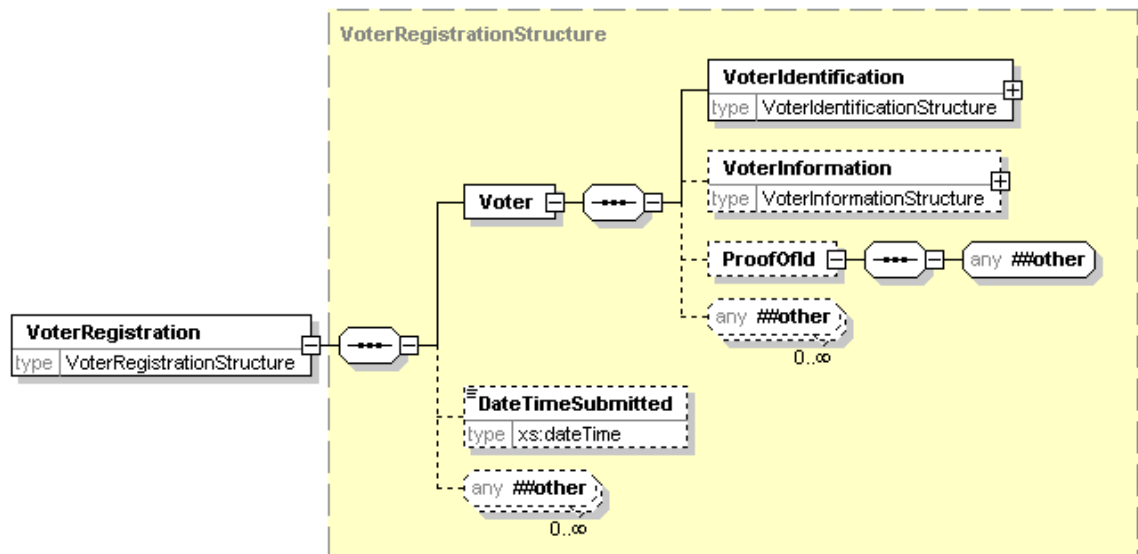 VoterRegistrationStructure
VoterIdentification
type VoterIdentificationStructure
VoterInformation
type VoterInformationStructure
Voter
ProofOfId
any ##other
any ##other
0..∞
VoterRegistration
type VoterRegistrationStructure
DateTimeSubmitted
type xs:dateTime
any ##other
0..∞